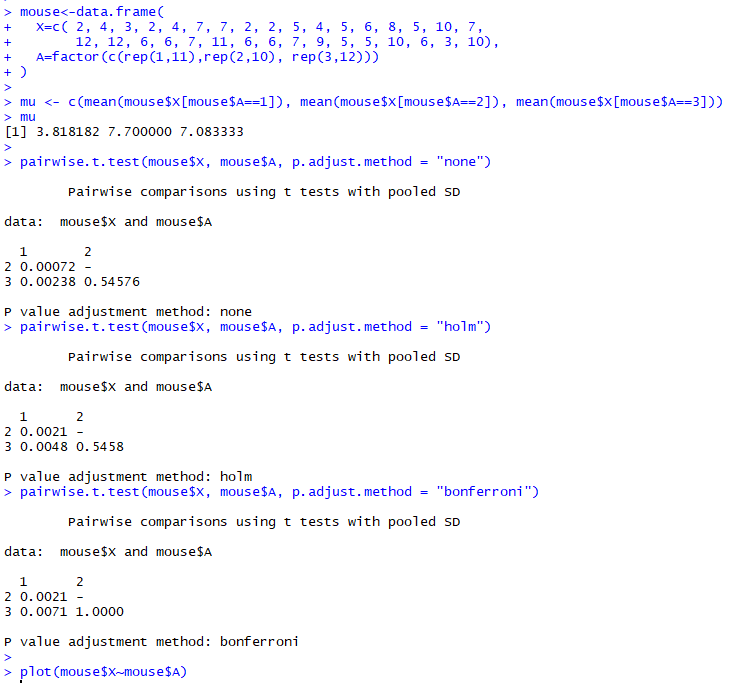 > mouse<-data.frame(
+   X=c( 2, 4, 3, 2, 4, 7, 7, 2, 2, 5, 4, 5, 6, 8, 5, 10, 7,
+        12, 12, 6, 6, 7, 11, 6, 6, 7, 9, 5, 5, 10, 6, 3, 10),
+   A=factor(c(rep(1,11),rep(2,10), rep(3,12)))
+ )
>
> mu <- c(mean(mouse$X[mouse$A==1]), mean(mouse$X[mouse$A==2]), mean(mouse$X[mouse$A==3]))
> mu
[1] 3.818182 7.700000 7.083333
>
> pairwise.t.test(mouse$X, mouse$A, p.adjust.method = "none")
        Pairwise comparisons using t tests with pooled SD
data:  mouse$X and mouse$A
  1       2
2 0.00072 -
3 0.00238 0.54576
P value adjustment method: none
> pairwise.t.test(mouse$X, mouse$A, p.adjust.method = "holm")
        Pairwise comparisons using t tests with pooled SD
data:  mouse$X and mouse$A
  1      2
2 0.0021 -
3 0.0048 0.5458
P value adjustment method: holm
> pairwise.t.test(mouse$X, mouse$A, p.adjust.method = "bonferroni")
        Pairwise comparisons using t tests with pooled SD
data:  mouse$X and mouse$A
  1      2
2 0.0021 -
3 0.0071 1.0000
P value adjustment method: bonferroni
>
> plot(mouse$X~mouse$A)